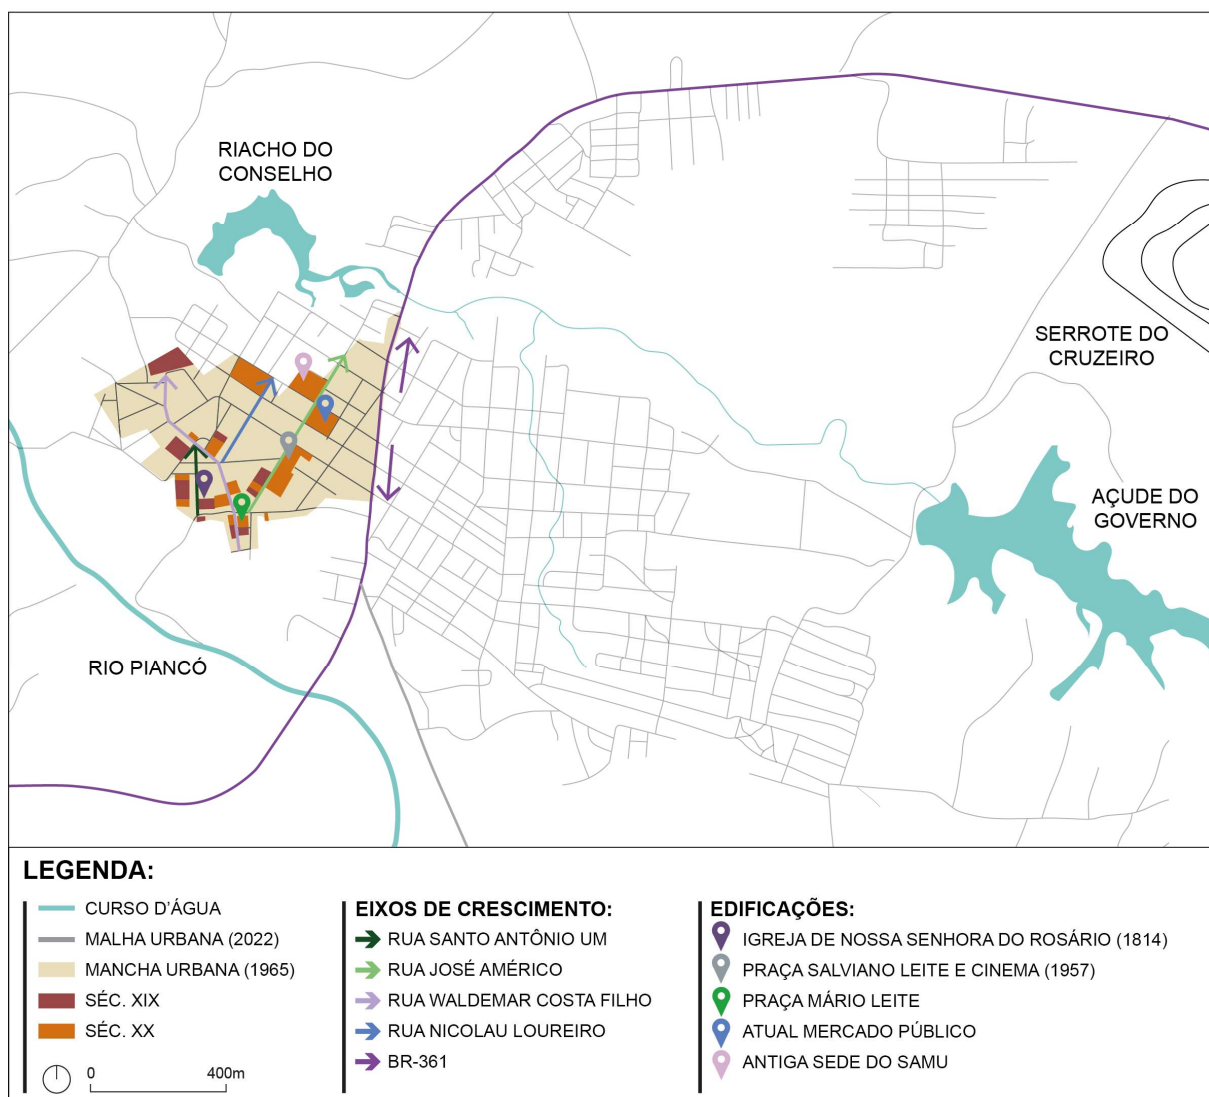 RIACHO DO
CONSELHO
SERROTE DO
CRUZEIRO
AÇUDE DO
GOVERNO
RIO PIANCÓ
LEGENDA:
CURSO D'ÁGUA
MALHA URBANA (2022)
MANCHA URBANA (1965)
SÉC. XIX
SÉC. XX
0 400m
EIXOS DE CRESCIMENTO:
RUA SANTO ANTÔNIO UM
RUA JOSÉ AMÉRICO
RUA WALDEMAR COSTA FILHO
RUA NICOLAU LOUREIRO
BR-361
EDIFICAÇÕES:
IGREJA DE NOSSA SENHORA DO ROSÁRIO (1814)
PRAÇA SALVIANO LEITE E CINEMA (1957)
PRAÇA MÁRIO LEITE
ATUAL MERCADO PÚBLICO
ANTIGA SEDE DO SAMU